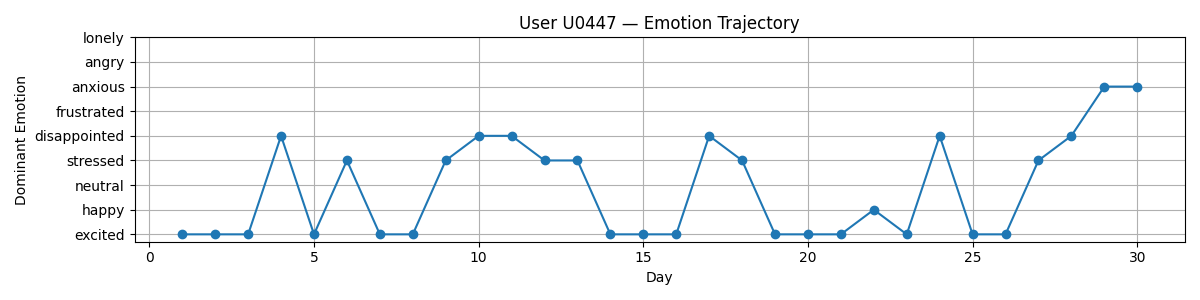 User U0447 — Emotion Trajectory
Dominant Emotion
lonely
angry
anxious
frustrated
disappointed
stressed
neutral
happy
excited
0 5 10 15 20 25 30
Day